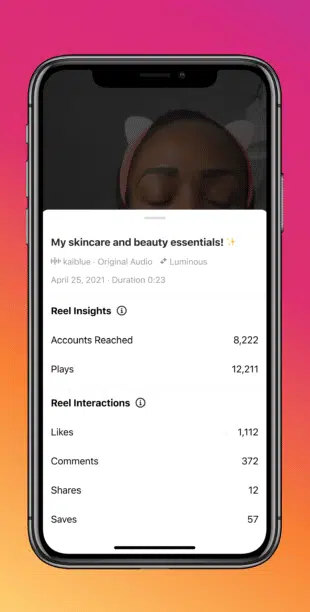 My skincare and beauty essentials! ✨
kaiblue · Original Audio Luminous
April 25, 2021 · Duration 0:23
Reel Insights
Accounts Reached 8,222
Plays 12,211
Reel Interactions
Likes 1,112
Comments 372
Shares 12
Saves 57